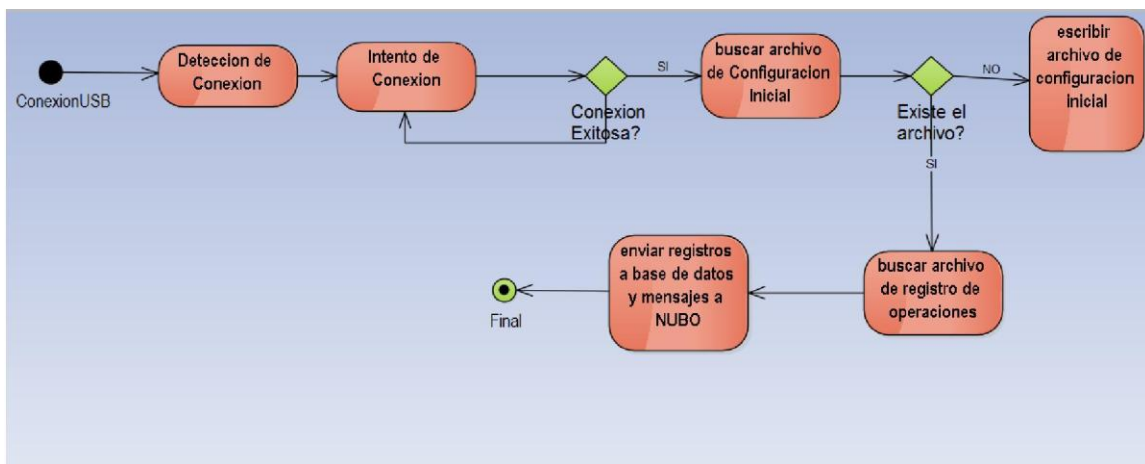 ConexionUSB
Deteccion de
Conexion
Intento de
Conexion
Conexion
Exitosa?
SI
buscar archivo
de Configuracion
Inicial
Existe el
archivo?
NO
escribir
archivo de
configuracion
Inicial
SI
buscar archivo
de registro de
operaciones
enviar registros
a base de datos
y mensajes a
NUBO
Final